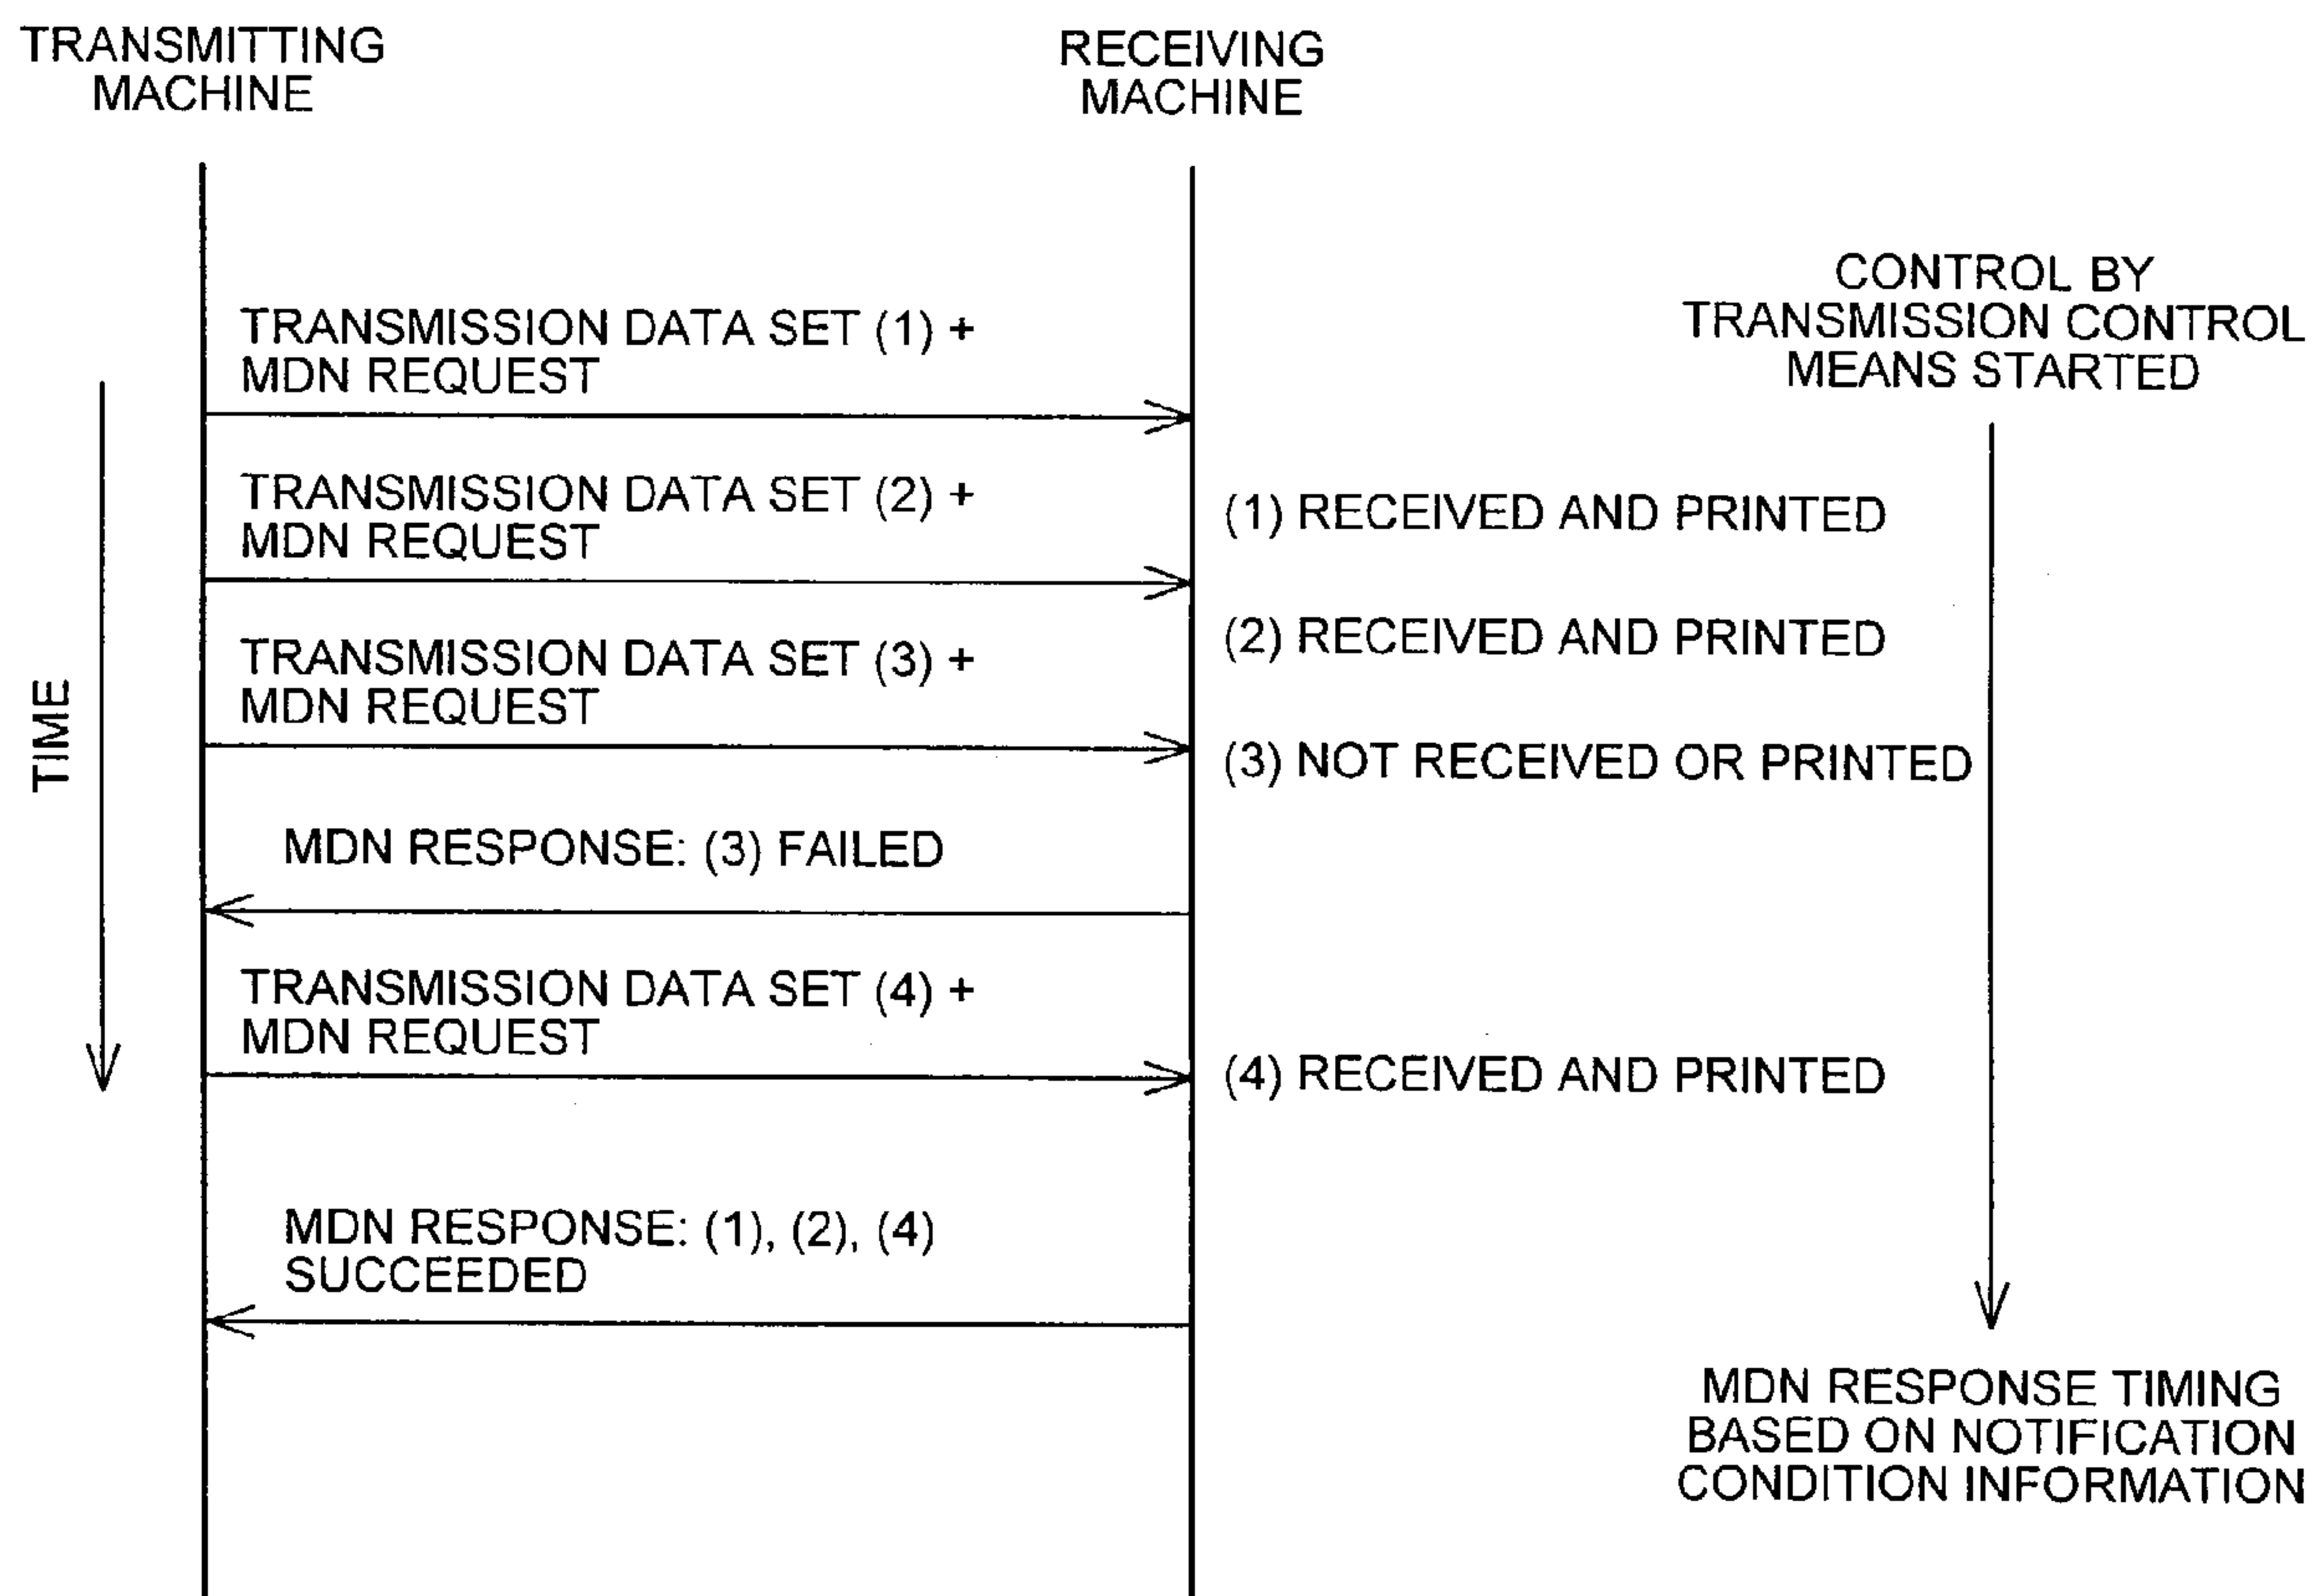 TRANSMITTING
MACHINE
RECEIVING
MACHINE
CONTROL BY
TRANSMISSION CONTROL
MEANS STARTED
TRANSMISSION DATA SET (1) +
MDN REQUEST
TRANSMISSION DATA SET (2) +
MDN REQUEST
(1) RECEIVED AND PRINTED
(2) RECEIVED AND PRINTED
TRANSMISSION DATA SET (3) +
MDN REQUEST
(3) NOT RECEIVED OR PRINTED
TIME
MDN RESPONSE: (3) FAILED
TRANSMISSION DATA SET (4) +
MDN REQUEST
(4) RECEIVED AND PRINTED
MDN RESPONSE: (1), (2), (4)
SUCCEEDED
MDN RESPONSE TIMING
BASED ON NOTIFICATION
CONDITION INFORMATION